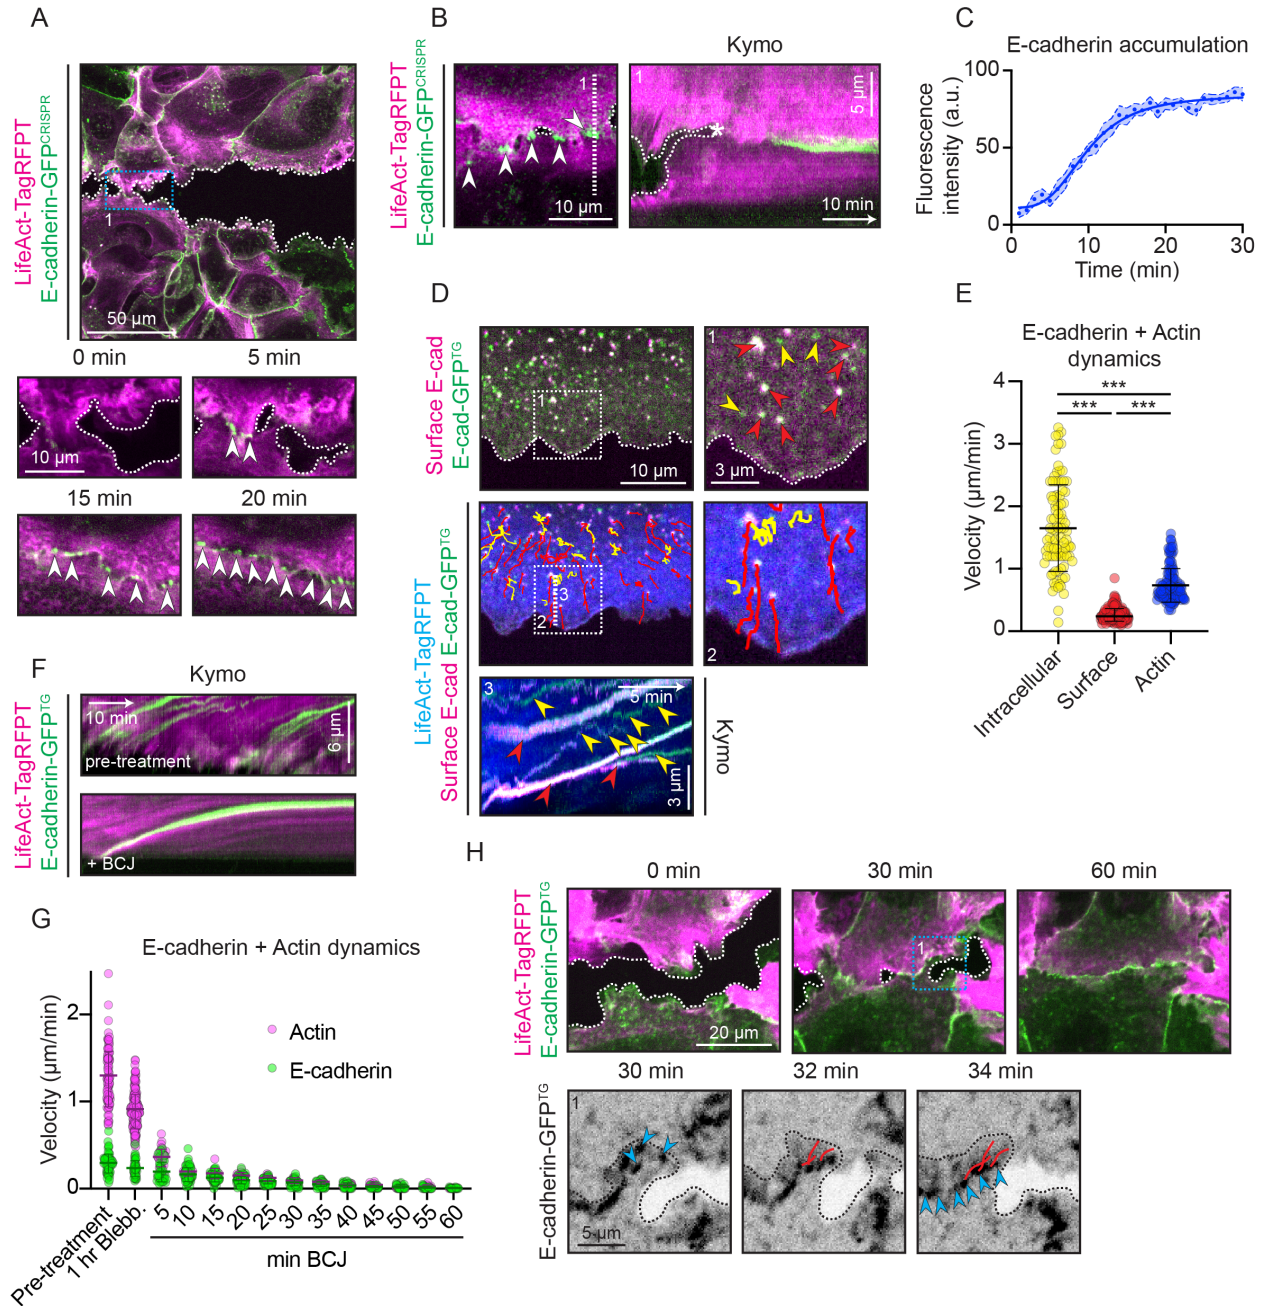 A
LifeAct-TagRFPT
E-cadherin-GFPCRISPR
1
50 µm
0 min
5 min
10 µm
15 min
20 min
B
Kymo
LifeAct-TagRFPT
E-cadherin-GFPCRISPR
1
10 µm
1
5 µm
*
10 min
C
E-cadherin accumulation
Fluorescence
intensity (a.u.)
100
50
0
0 10 20 30
Time (min)
D
Surface E-cad
E-cad-GFPTG
1
10 µm
1
3 µm
LifeAct-TagRFPT
Surface E-cad E-cad-GFPTG
3
2
2
3
5 min
3 µm
Kymo
E
E-cadherin + Actin
dynamics
Velocity (µm/min)
4
3
2
1
0
***
*** ***
Intracellular
Surface
Actin
F
Kymo
LifeAct-TagRFPT
E-cadherin-GFPTG
10 min
6 µm
pre-treatment
+ BCJ
G
E-cadherin + Actin dynamics
Velocity (µm/min)
2
1
0
Actin
E-cadherin
Pre-treatment
1 hr Blebb.
5 10 15 20 25 30 35 40 45 50 55 60
min BCJ
H
0 min
30 min
60 min
LifeAct-TagRFPT
E-cadherin-GFPTG
20 µm
1
30 min
32 min
34 min
E-cadherin-GFPTG
1
5 µm